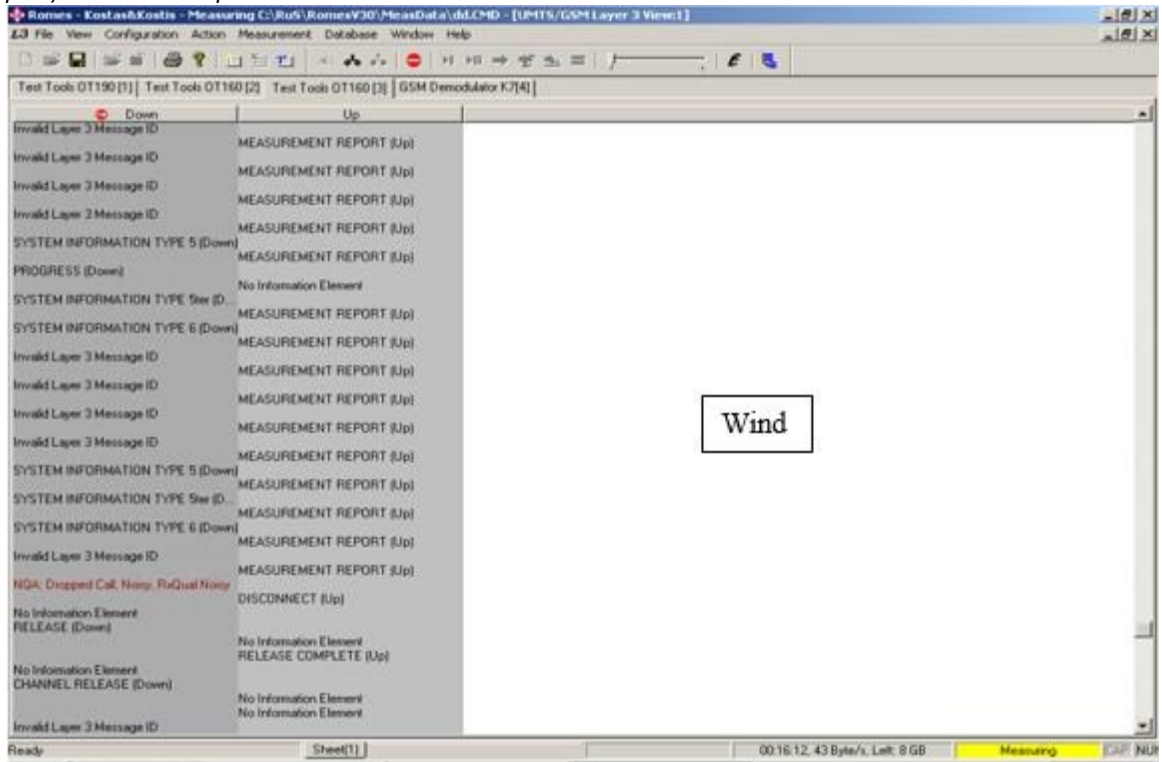 Romes - Kostas&Kostis - Measuring C:\RuS\RomesV30\MeasData\dd.CMD - [UMTS/GSM Layer 3 View:1]
L3 File View Configuration Action Measurement Database Window Help
Test Tools OT190 [1] Test Tools OT160 [2] Test Tools OT160 [3] GSM Demodulator K7[4]
Down Up
Invalid Layer 3 Message ID
MEASUREMENT REPORT (Up)
Invalid Layer 3 Message ID
MEASUREMENT REPORT (Up)
Invalid Layer 3 Message ID
MEASUREMENT REPORT (Up)
Invalid Layer 3 Message ID
MEASUREMENT REPORT (Up)
SYSTEM INFORMATION TYPE 5 (Down)
MEASUREMENT REPORT (Up)
PROGRESS (Down)
No Information Element
SYSTEM INFORMATION TYPE 5ter (D...
MEASUREMENT REPORT (Up)
SYSTEM INFORMATION TYPE 6 (Down)
MEASUREMENT REPORT (Up)
Invalid Layer 3 Message ID
MEASUREMENT REPORT (Up)
Invalid Layer 3 Message ID
MEASUREMENT REPORT (Up)
Invalid Layer 3 Message ID
MEASUREMENT REPORT (Up)
Invalid Layer 3 Message ID
MEASUREMENT REPORT (Up)
SYSTEM INFORMATION TYPE 5 (Down)
MEASUREMENT REPORT (Up)
SYSTEM INFORMATION TYPE 5ter (D...
MEASUREMENT REPORT (Up)
SYSTEM INFORMATION TYPE 6 (Down)
MEASUREMENT REPORT (Up)
Invalid Layer 3 Message ID
MEASUREMENT REPORT (Up)
NQA: Dropped Call, Noisy, RxQual Noisy
DISCONNECT (Up)
No Information Element
RELEASE (Down)
No Information Element
RELEASE COMPLETE (Up)
No Information Element
CHANNEL RELEASE (Down)
No Information Element
No Information Element
Invalid Layer 3 Message ID
Wind
Ready Sheet[1] 00:16:12, 43 Byte/s, Left: 8 GB Measuring CAP NUM